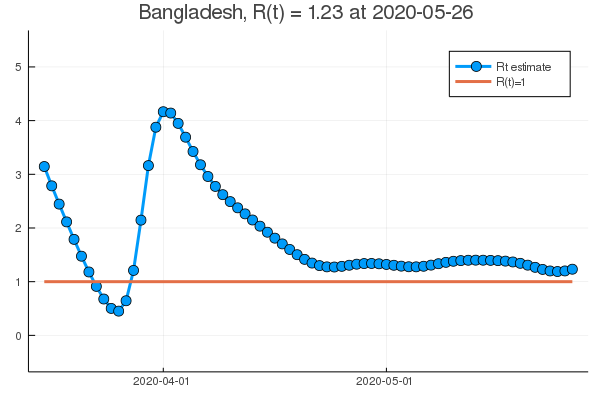 Bangladesh, R(t) = 1.23 at 2020-05-26
5
4
3
2
1
0
Rt estimate
R(t)=1
2020-04-01
2020-05-01